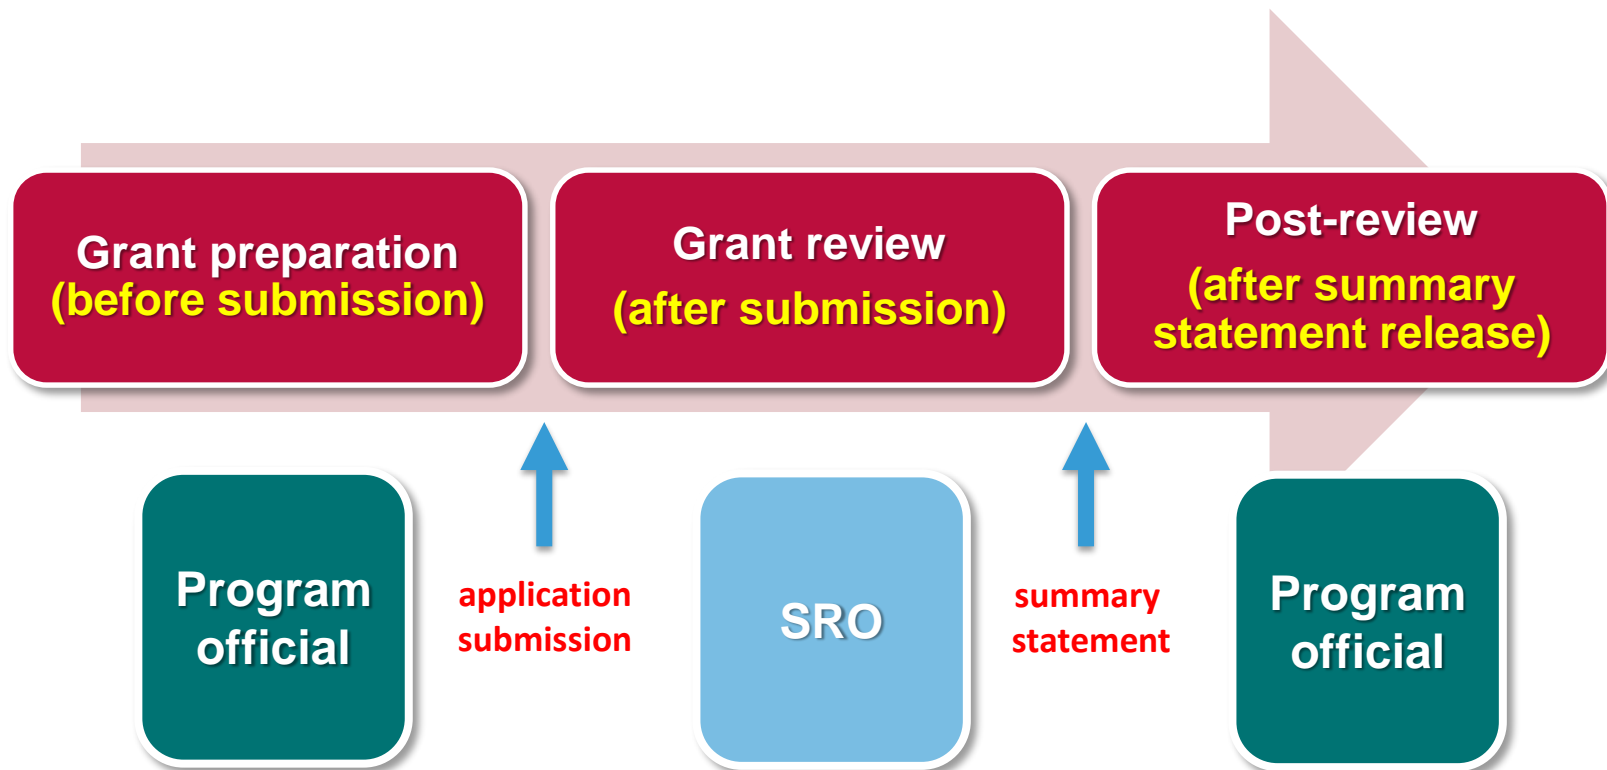 Grant preparation
(before submission)
Grant review
(after submission)
Post-review
(after summary
statement release)
Program
official
application
submission
SRO
summary
statement
Program
official